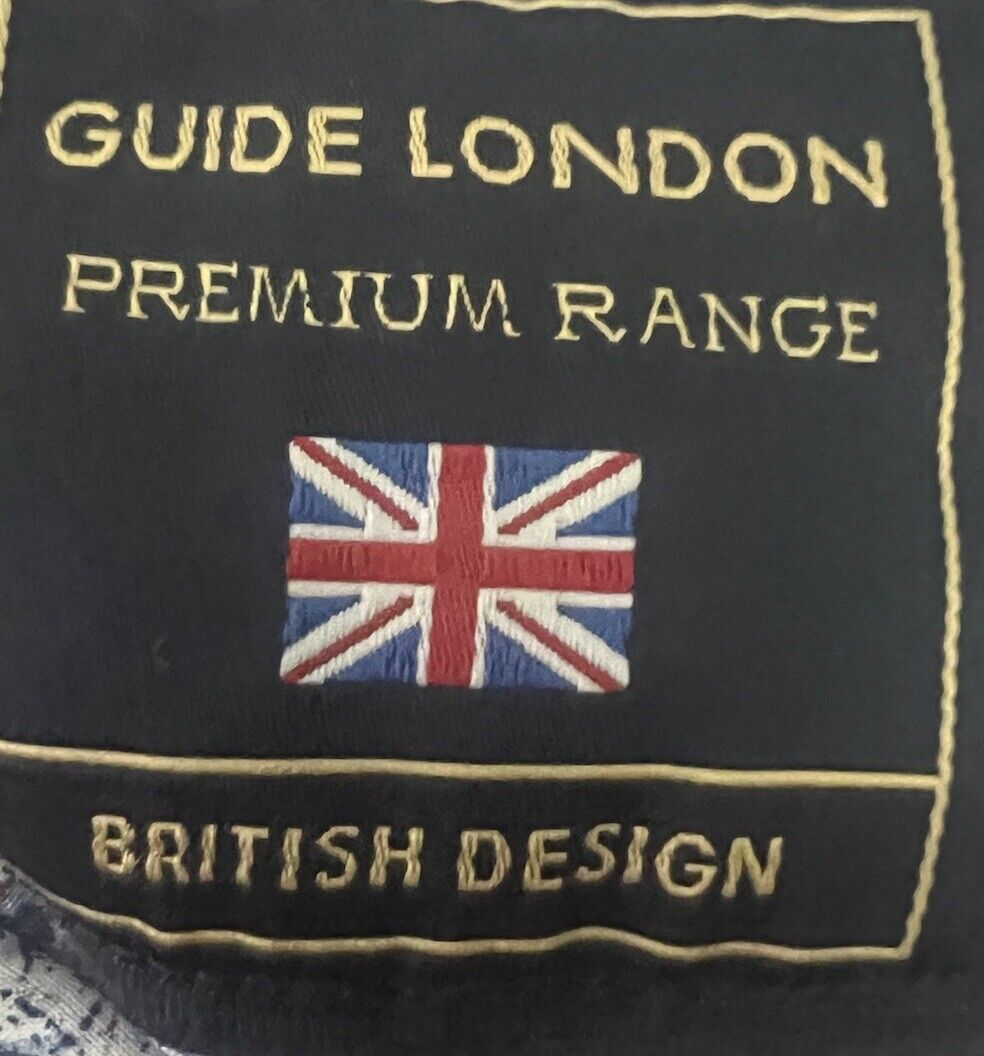 GUIDE LONDON
PREMIUM RANGE
BRITISH DESIGN